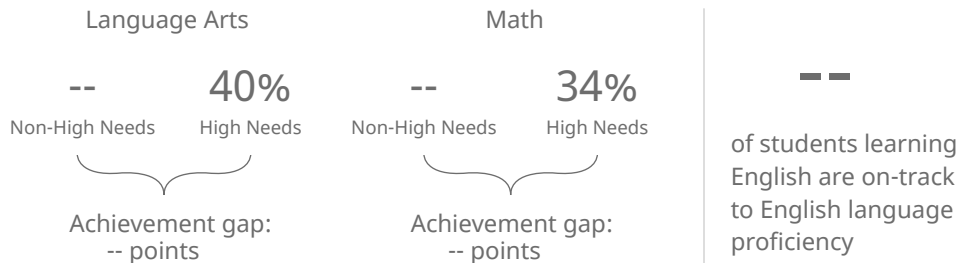 Language Arts
-- 40%
Non-High Needs High Needs
Achievement gap:
-- points
Math
-- 34%
Non-High Needs High Needs
Achievement gap:
-- points
--
of students learning
English are on-track
to English language
proficiency